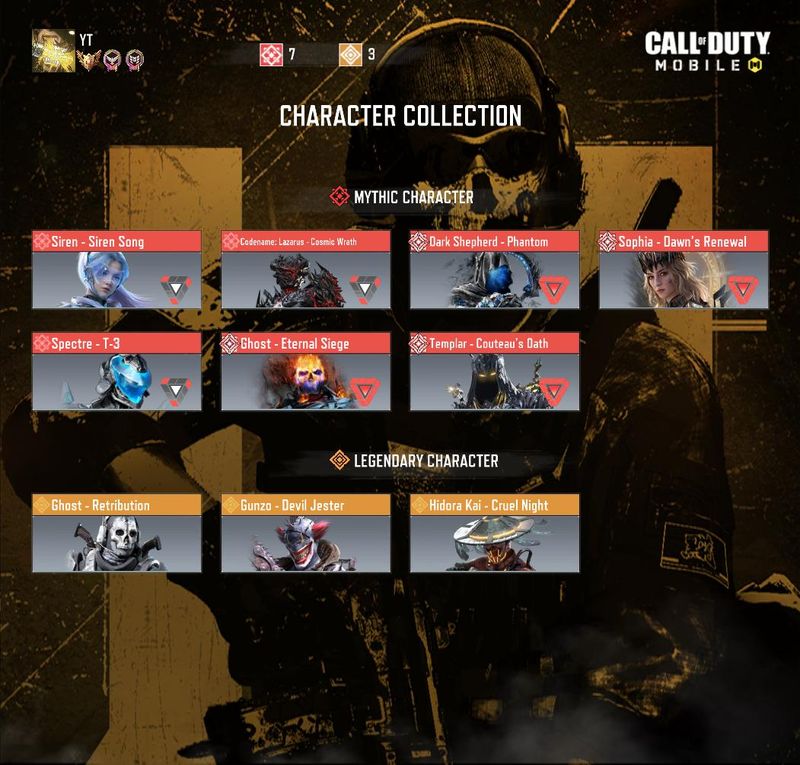 YT
7
3
CALL OF DUTY
MOBILE
CHARACTER COLLECTION
MYTHIC CHARACTER
Siren - Siren Song
Codename: Lazarus - Cosmic Wrath
Dark Shepherd - Phantom
Sophia - Dawn's Renewal
Spectre - T-3
Ghost - Eternal Siege
Templar - Couteau's Oath
LEGENDARY CHARACTER
Ghost - Retribution
Gunzo - Devil Jester
Hidora Kai - Cruel Night